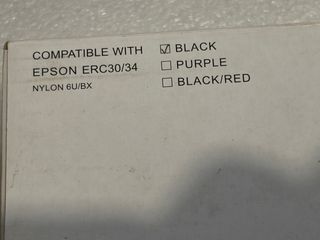 COMPATIBLE WITH ☑ BLACK
EPSON ERC30/34 ☐ PURPLE
NYLON 6U/BX ☐ BLACK/RED